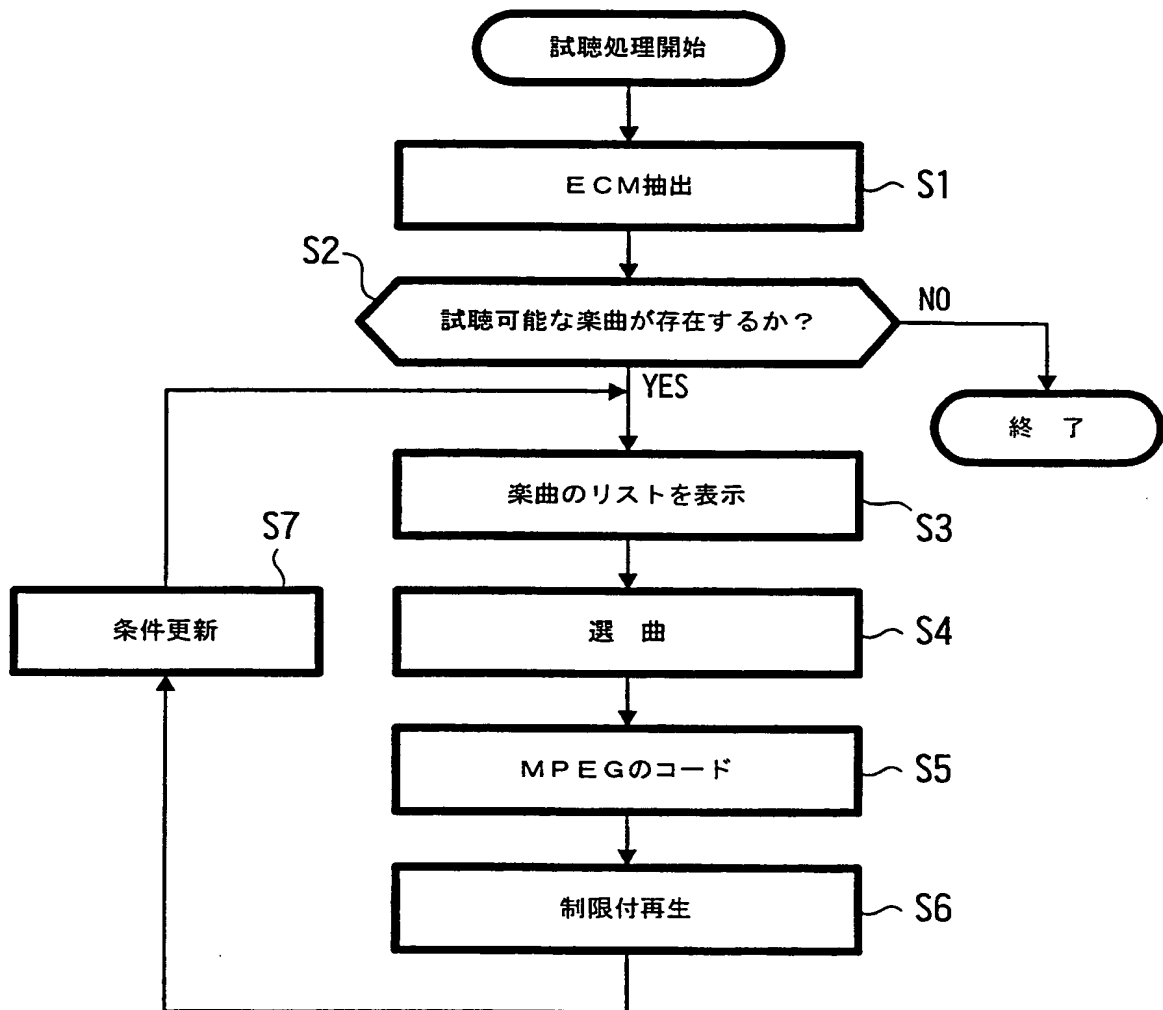 試聴処理開始
ECM抽出
S1
S2
試聴可能な楽曲が存在するか？
NO
YES
終 了
楽曲のリストを表示
S3
S7
条件更新
選 曲
S4
MPEGのコード
S5
制限付再生
S6